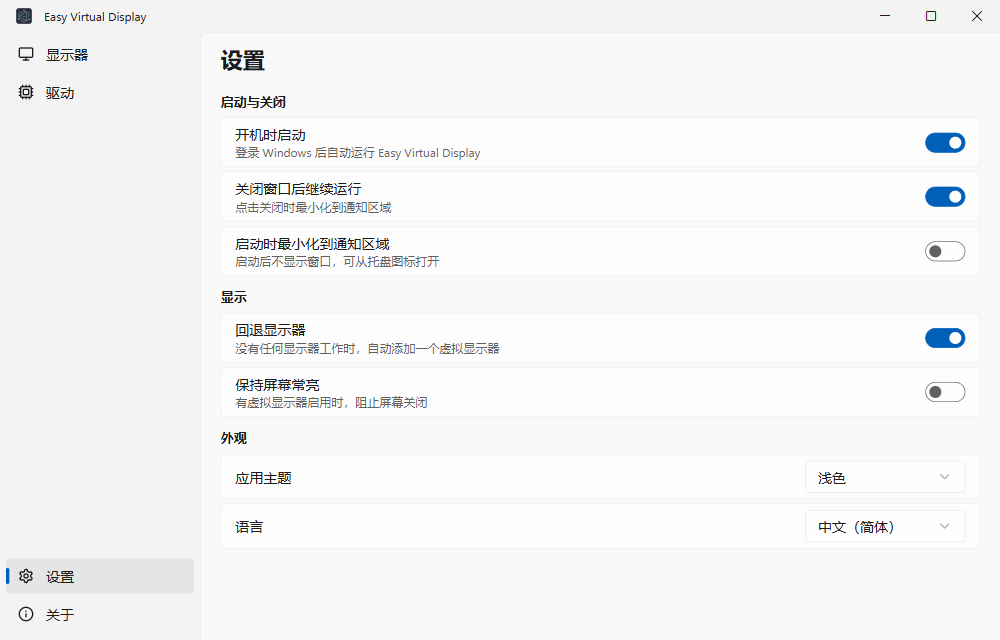 Easy Virtual Display
显示器
驱动
设置
启动与关闭
开机时启动
登录 Windows 后自动运行 Easy Virtual Display
关闭窗口后继续运行
点击关闭时最小化到通知区域
启动时最小化到通知区域
启动后不显示窗口，可从托盘图标打开
显示
回退显示器
没有任何显示器工作时，自动添加一个虚拟显示器
保持屏幕常亮
有虚拟显示器启用时，阻止屏幕关闭
外观
应用主题
浅色
语言
中文（简体）
设置
关于